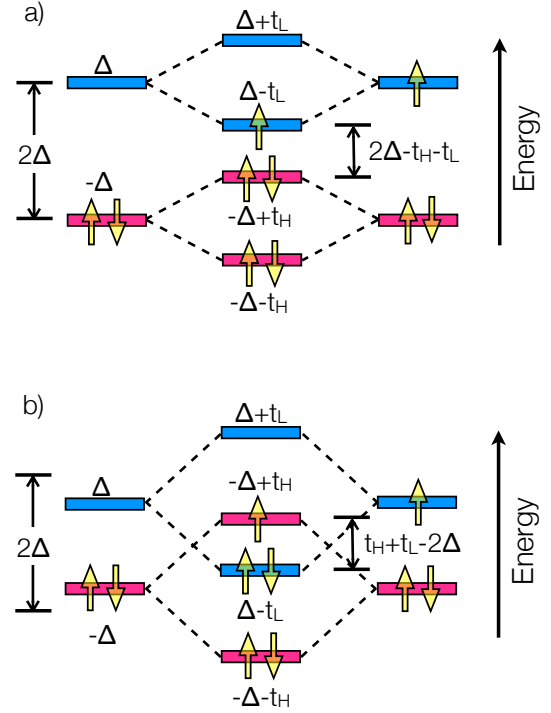 a)
Δ+tL
Δ
Δ-tL
2Δ
2Δ-tH-tL
-Δ
-Δ+tH
-Δ-tH
Energy
b)
Δ+tL
Δ
-Δ+tH
2Δ
tH+tL-2Δ
-Δ
Δ-tL
-Δ-tH
Energy